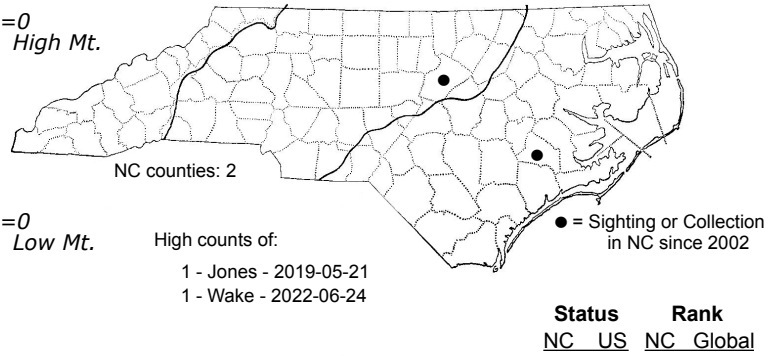 =0
High Mt.
NC counties: 2
=0
Low Mt.
High counts of:
1 - Jones - 2019-05-21
1 - Wake - 2022-06-24
= Sighting or Collection
in NC since 2002
Status Rank
NC US NC Global